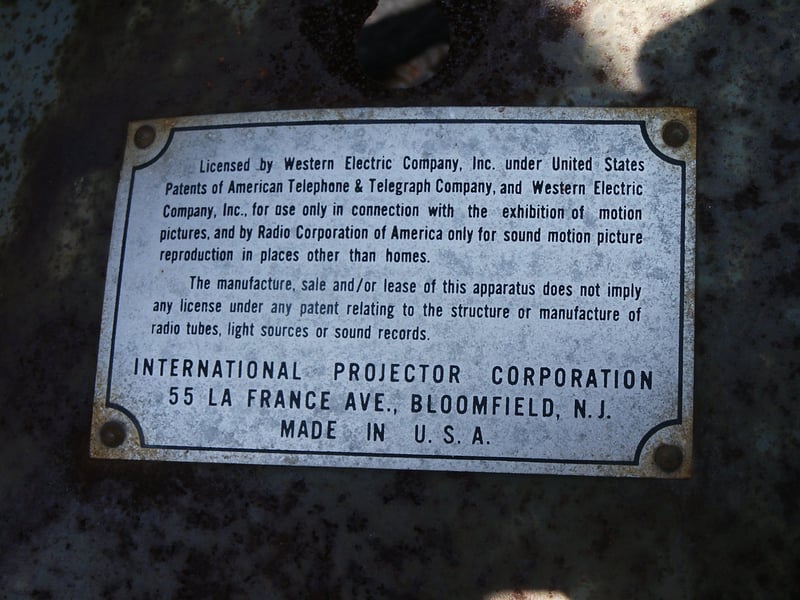 Licensed by Western Electric Company, Inc. under United States
Patents of American Telephone & Telegraph Company, and Western Electric
Company, Inc., for use only in connection with the exhibition of motion
pictures, and by Radio Corporation of America only for sound motion picture
reproduction in places other than homes.
The manufacture, sale and/or lease of this apparatus does not imply
any license under any patent relating to the structure or manufacture of
radio tubes, light sources or sound records.
INTERNATIONAL PROJECTOR CORPORATION
55 LA FRANCE AVE., BLOOMFIELD, N.J.
MADE IN U.S.A.